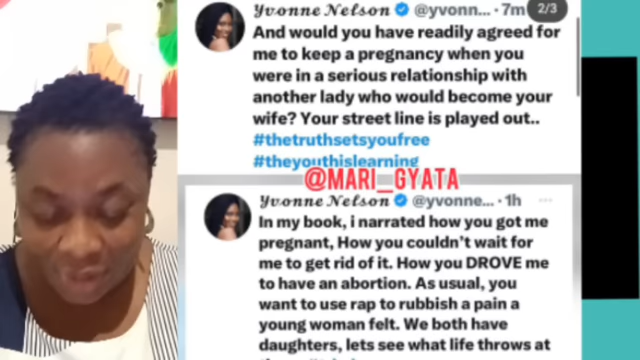 Yvonne Nelson @yvonn... · 7m
2/3
And would you have readily agreed for
me to keep a pregnancy when you
were in a serious relationship with
another lady who would become your
wife? Your street line is played out..
#thetruthsetsyoufree
#theyouthislearning
@MARI_GYATA
Yvonne Nelson @yvonne... · 1h
In my book, i narrated how you got me
pregnant, How you couldn't wait for
me to get rid of it. How you DROVE me
to have an abortion. As usual, you
want to use rap to rubbish a pain a
young woman felt. We both have
daughters, lets see what life throws at